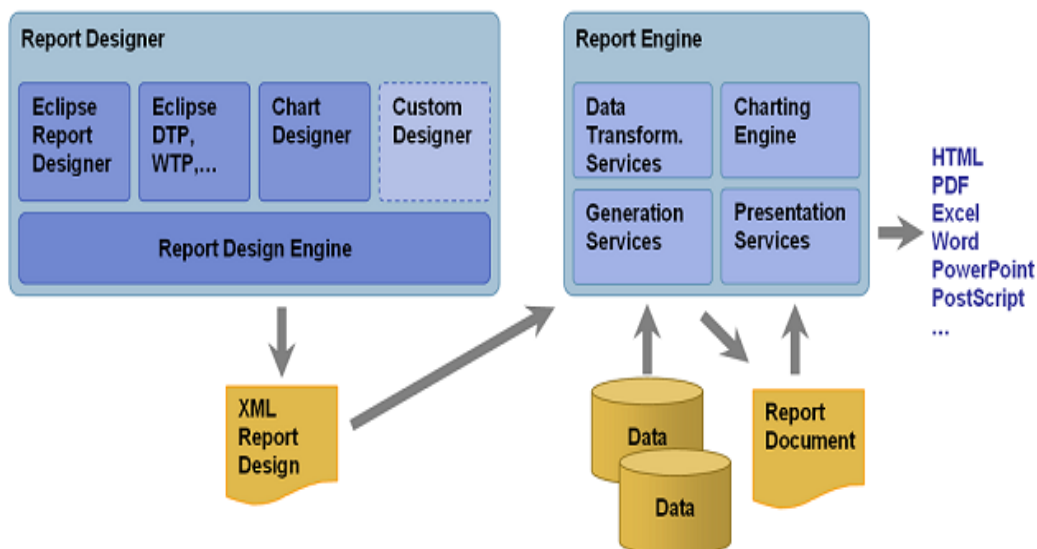 Report Designer
Eclipse
Report
Designer
Eclipse
DTP,
WTP,...
Chart
Designer
Custom
Designer
Report Design Engine
XML
Report
Design
Report Engine
Data
Transform.
Services
Charting
Engine
Generation
Services
Presentation
Services
Data
Data
Report
Document
HTML
PDF
Excel
Word
PowerPoint
PostScript
...